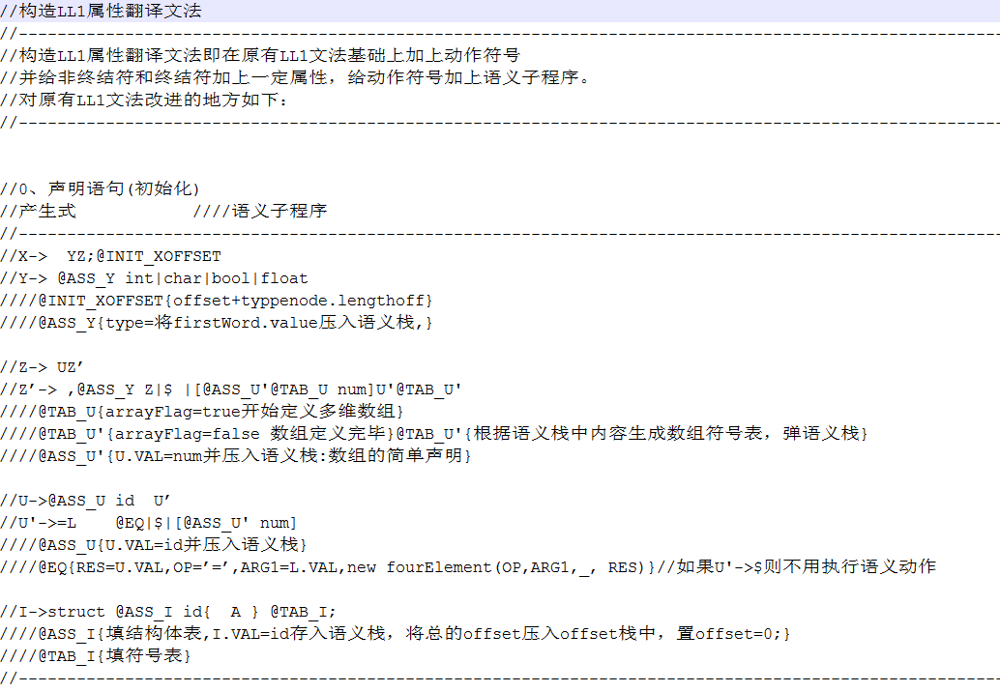 //构造LL1属性翻译文法
//------------------------------------------------------------------------------------------------------
//构造LL1属性翻译文法即在原有LL1文法基础上加上动作符号
//并给非终结符和终结符加上一定属性，给动作符号加上语义子程序。
//对原有LL1文法改进的地方如下：
//------------------------------------------------------------------------------------------------------
//0、声明语句(初始化)
//产生式            ////语义子程序
//------------------------------------------------------------------------------------------------------
//X->  YZ;@INIT_XOFFSET
//Y-> @ASS_Y int|char|bool|float
////@INIT_XOFFSET{offset+typpenode.lengthoff}
////@ASS_Y{type=将firstWord.value压入语义栈,}
//Z-> UZ’
//Z’-> ,@ASS_Y Z|$ |[@ASS_U'@TAB_U num]U'@TAB_U'
////@TAB_U{arrayFlag=true开始定义多维数组}
////@TAB_U'{arrayFlag=false 数组定义完毕}@TAB_U'{根据语义栈中内容生成数组符号表，弹语义栈}
////@ASS_U'{U.VAL=num并压入语义栈:数组的简单声明}
//U->@ASS_U id  U’
//U'->=L    @EQ|$|[@ASS_U' num]
////@ASS_U{U.VAL=id并压入语义栈}
////@EQ{RES=U.VAL,OP=’=’,ARG1=L.VAL,new fourElement(OP,ARG1,_, RES)}//如果U'->$则不用执行语义动作
//I->struct @ASS_I id{  A } @TAB_I;
////@ASS_I{填结构体表,I.VAL=id存入语义栈，将总的offset压入offset栈中，置offset=0;}
////@TAB_I{填符号表}
//------------------------------------------------------------------------------------------------------